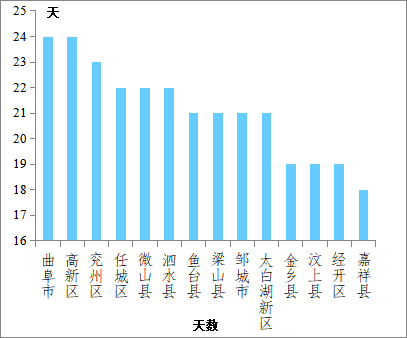 天
25
24
23
22
21
20
19
18
17
16
曲阜市
高新区
兖州区
任城区
微山县
泗水县
鱼台县
梁山县
邹城市
太白湖新区
金乡县
汶上县
经开区
嘉祥县
天数